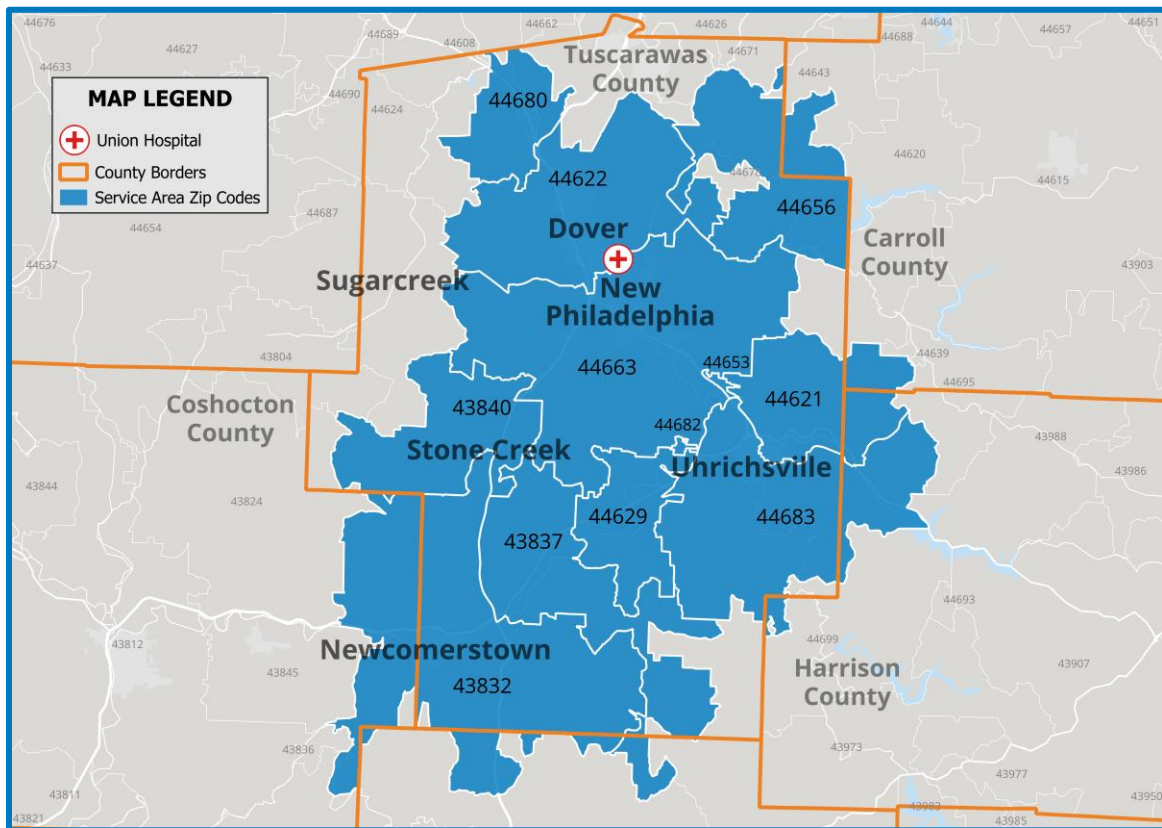 44676
44662
44626
44644
44651
44627
44689
44608
Tuscarawas
County
44671
44688
44657
44633
MAP LEGEND
Union Hospital
County Borders
Service Area Zip Codes
44690
44624
44680
44643
44620
44678
44615
44622
44656
44687
44654
Dover
Carroll
County
44637
Sugarcreek
43903
New
Philadelphia
43804
44663
44653
44639
44695
Coshocton
County
43840
44621
44682
43988
Stone Creek
Uhrichsville
43986
43844
43824
44629
44683
43837
44693
43812
44699
Newcomerstown
43845
43832
Harrison
County
43907
43836
43973
43977
43811
43950
43983
43821
43985